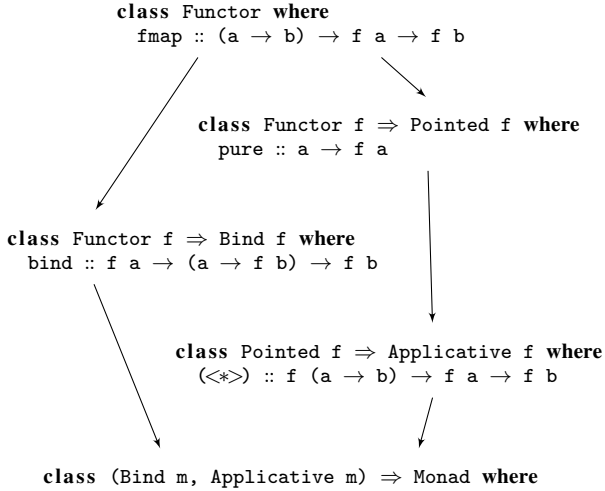 class Functor where
fmap :: (a → b) → f a → f b
class Functor f ⇒ Pointed f where
pure :: a → f a
class Functor f ⇒ Bind f where
bind :: f a → (a → f b) → f b
class Pointed f ⇒ Applicative f where
(<*>) :: f (a → b) → f a → f b
class (Bind m, Applicative m) ⇒ Monad where